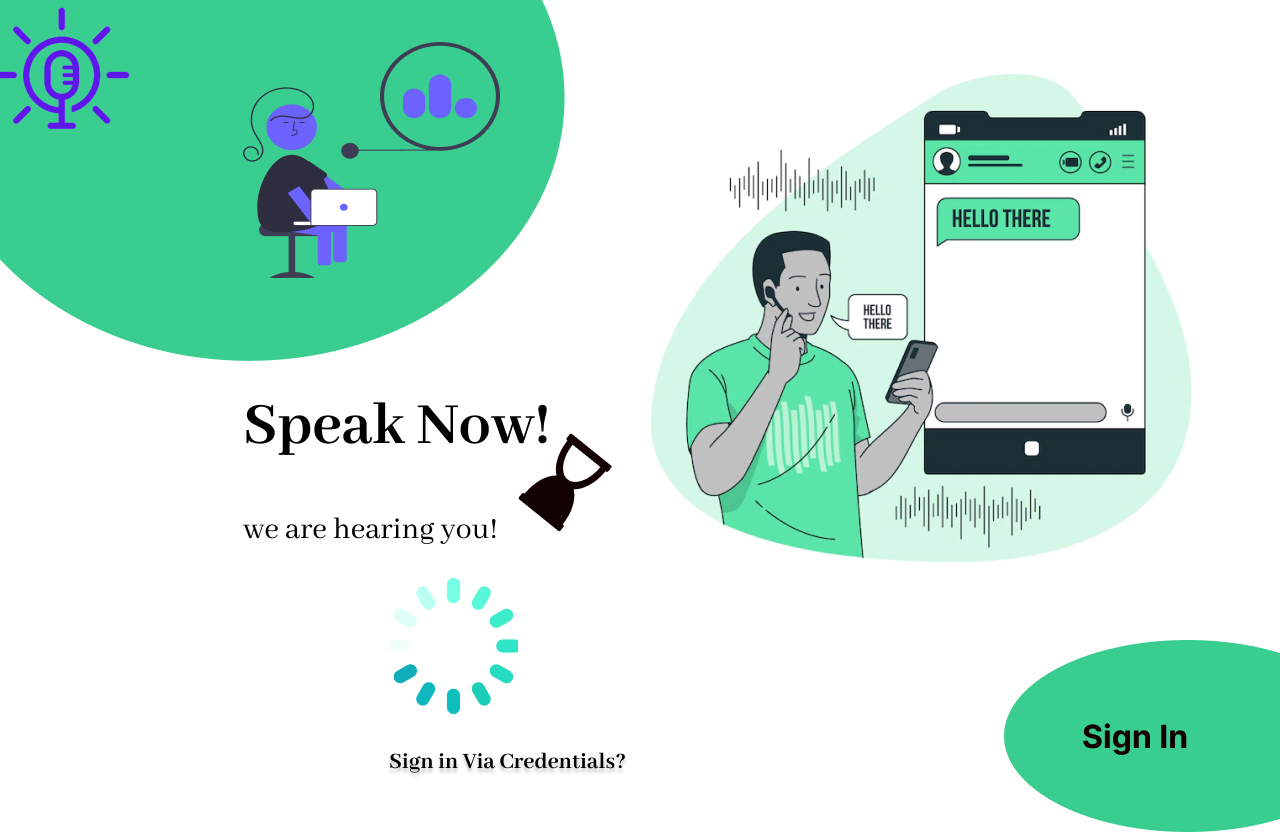 HELLO THERE
HELLO
THERE
Speak Now!
we are hearing you!
Sign in Via Credentials?
Sign In